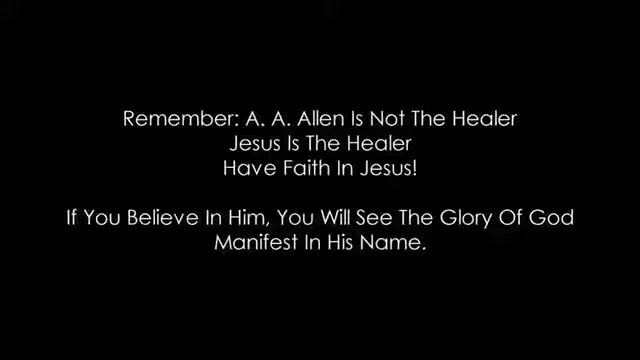 Remember: A. A. Allen Is Not The Healer
Jesus Is The Healer
Have Faith In Jesus!
If You Believe In Him, You Will See The Glory Of God
Manifest In His Name.